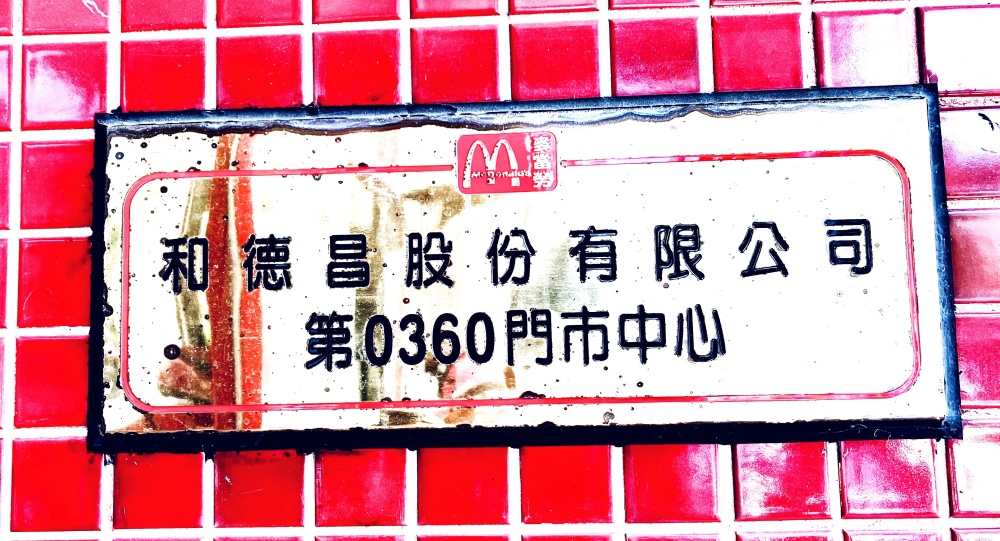 McDonald's
麥當勞
和德昌股份有限公司
第0360門市中心